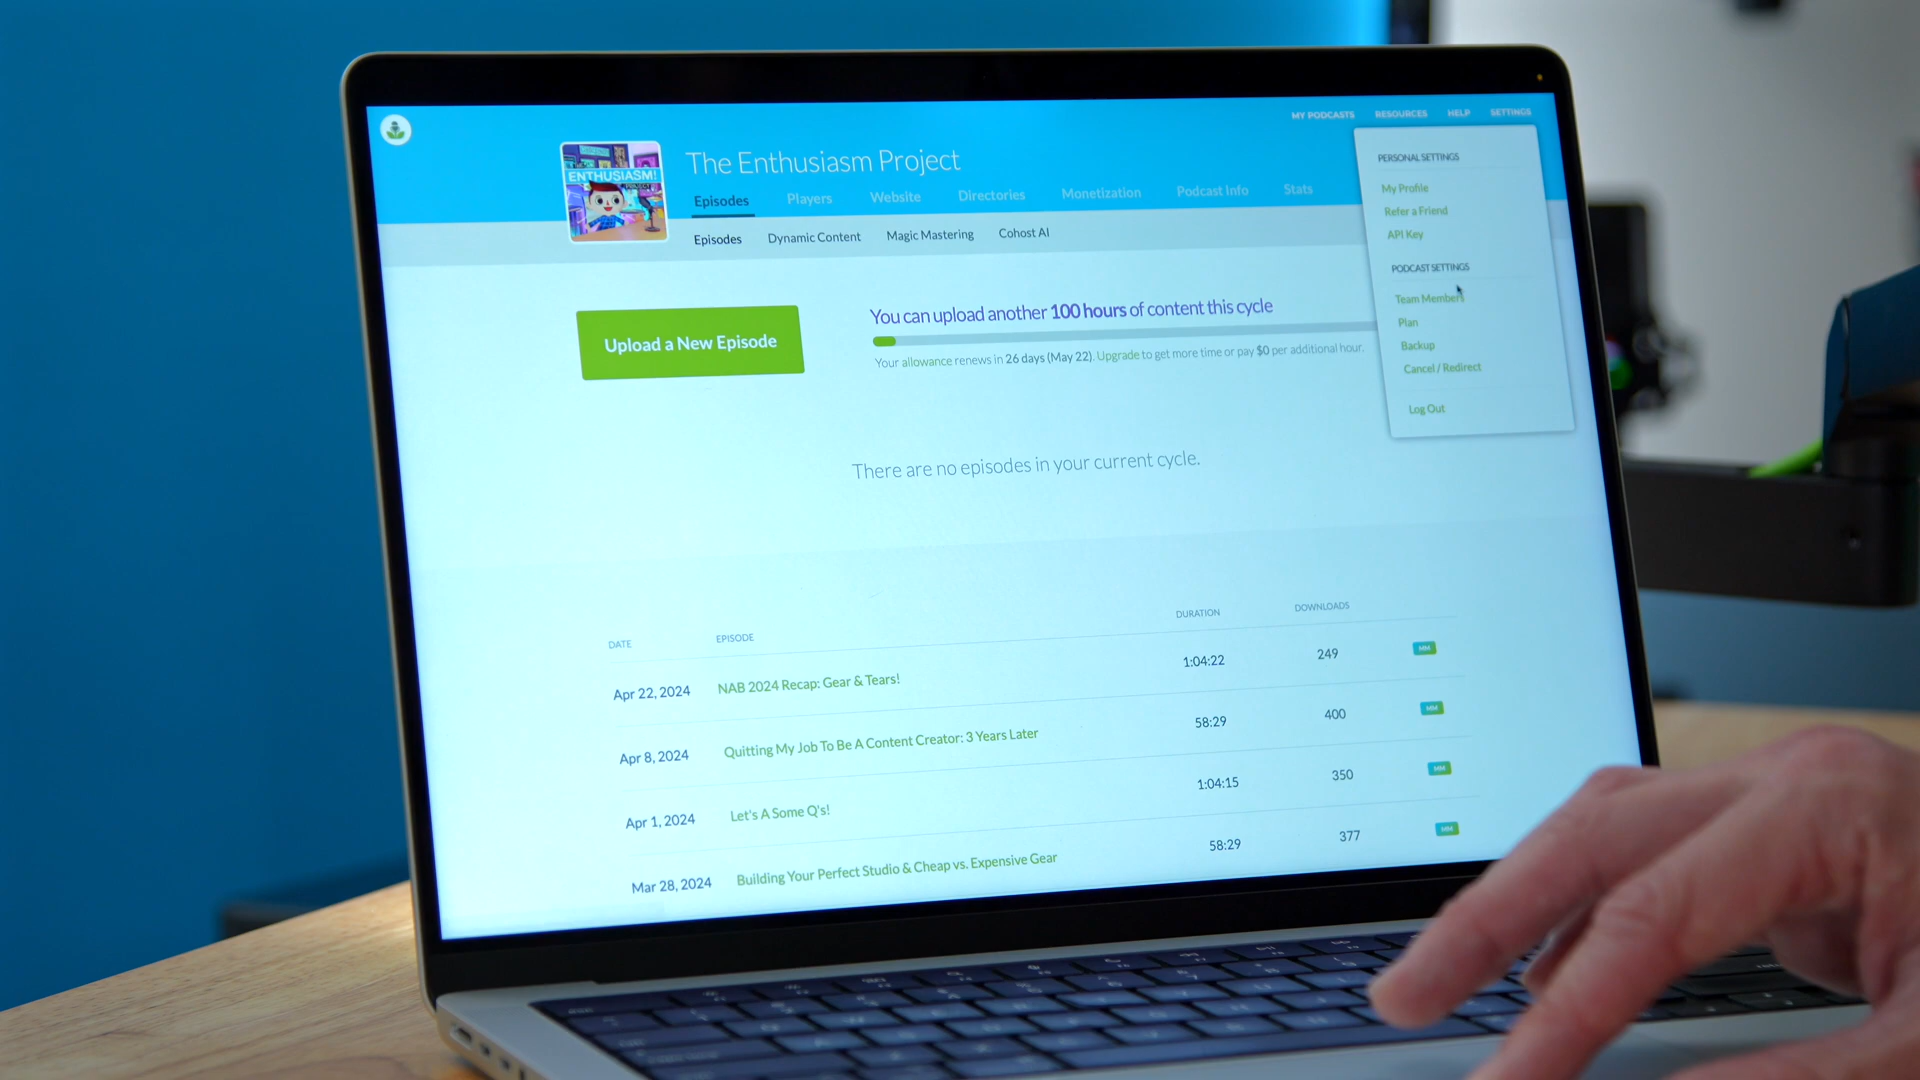 MY PODCASTS RESOURCES HELP SETTINGS
The Enthusiasm Project
ENTHUSIASM!
PROJECT
Episodes Players Website Directories Monetization Podcast Info Stats
Episodes Dynamic Content Magic Mastering Cohost AI
PERSONAL SETTINGS
My Profile
Refer a Friend
API Key
PODCAST SETTINGS
Team Members
Plan
Backup
Cancel / Redirect
Log Out
Upload a New Episode
You can upload another 100 hours of content this cycle
Your allowance renews in 26 days (May 22). Upgrade to get more time or pay $0 per additional hour.
There are no episodes in your current cycle.
DATE EPISODE DURATION DOWNLOADS
Apr 22, 2024 NAB 2024 Recap: Gear & Tears! 1:04:22 249 MM
Apr 8, 2024 Quitting My Job To Be A Content Creator: 3 Years Later 58:29 400 MM
Apr 1, 2024 Let's A Some Q's! 1:04:15 350 MM
Mar 28, 2024 Building Your Perfect Studio & Cheap vs. Expensive Gear 58:29 377 MM